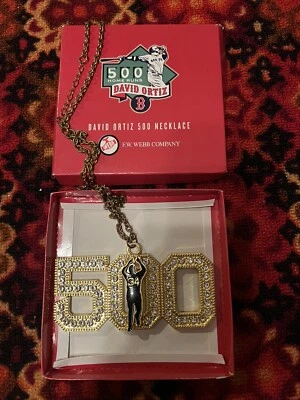 500
HOME RUNS
DAVID ORTIZ
B
DAVID ORTIZ 500 NECKLACE
F.W. WEBB COMPANY
34
500